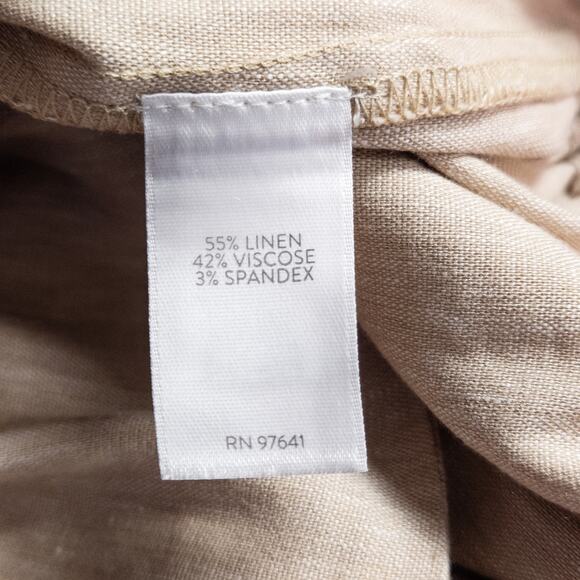 55% LINEN
42% VISCOSE
3% SPANDEX
RN 97641